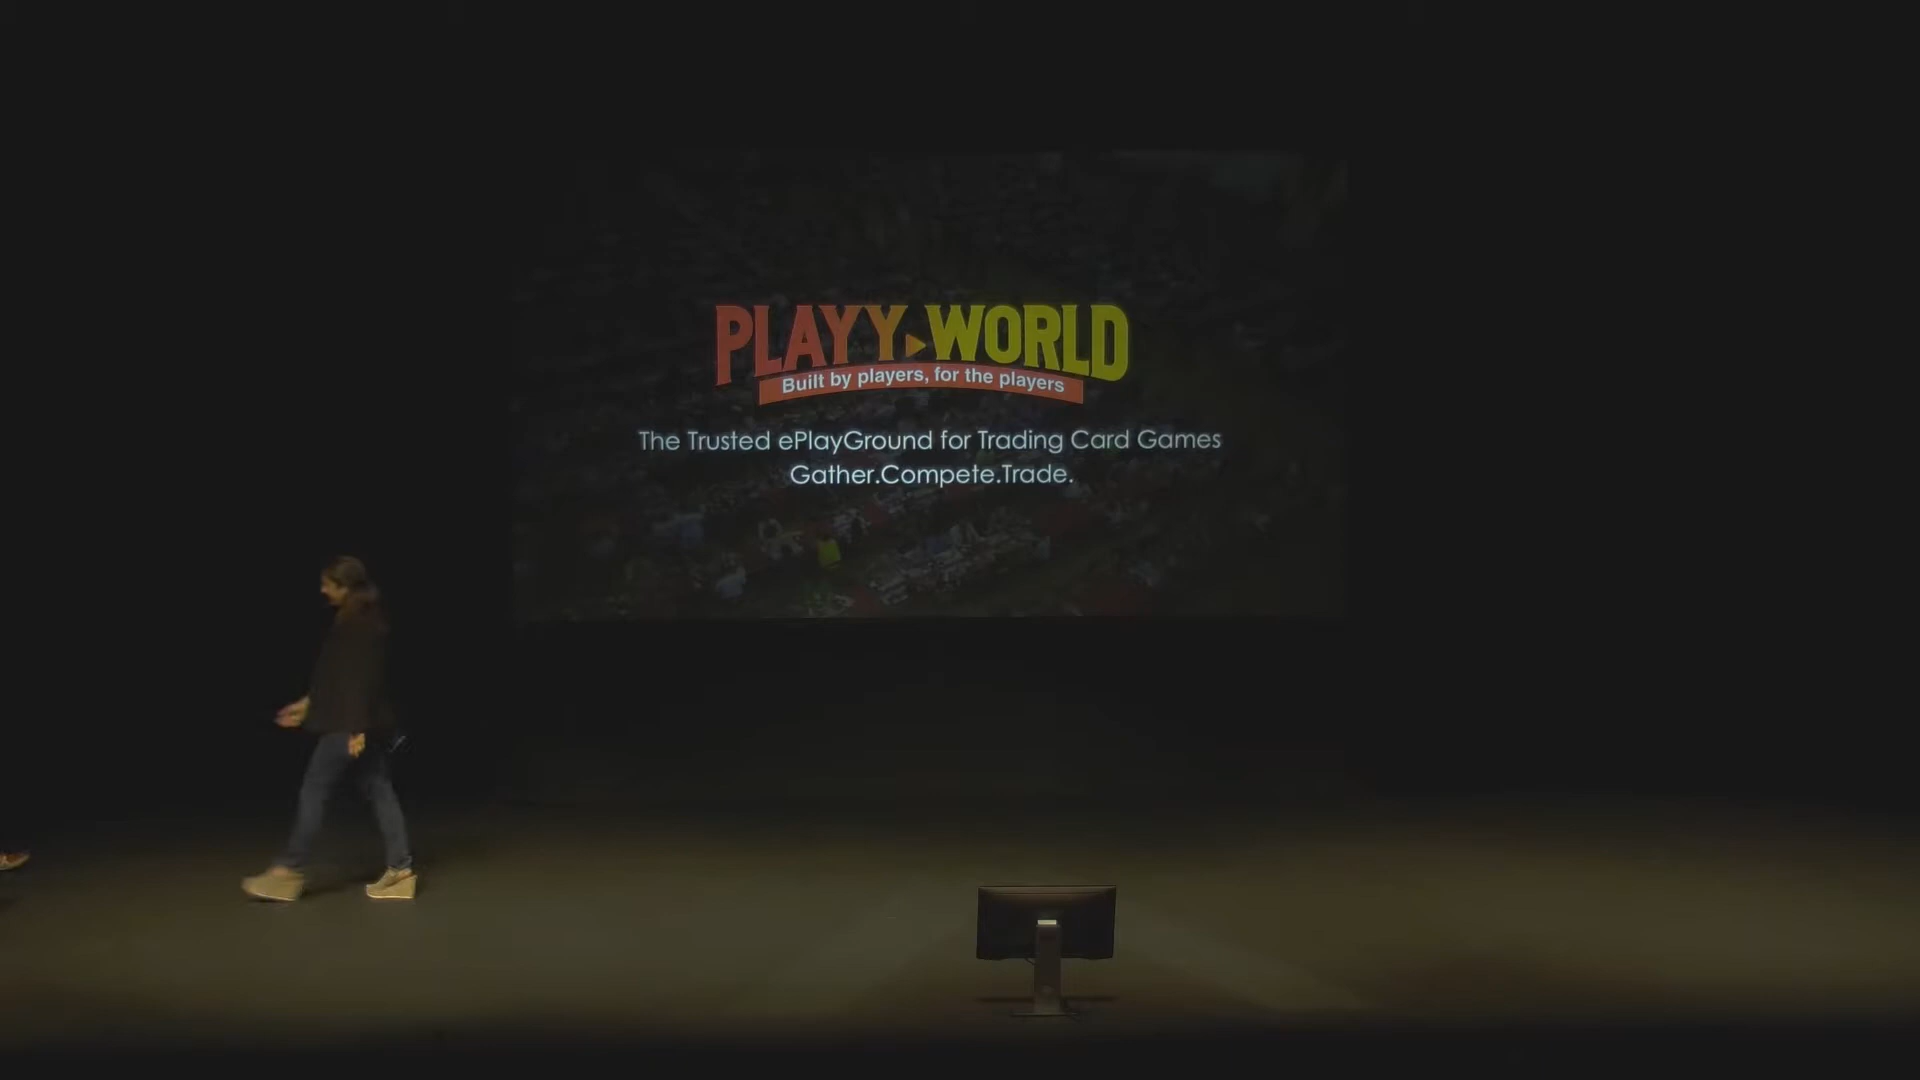 PLAYY WORLD
Built by players, for the players
The Trusted ePlayGround for Trading Card Games
Gather.Compete.Trade.